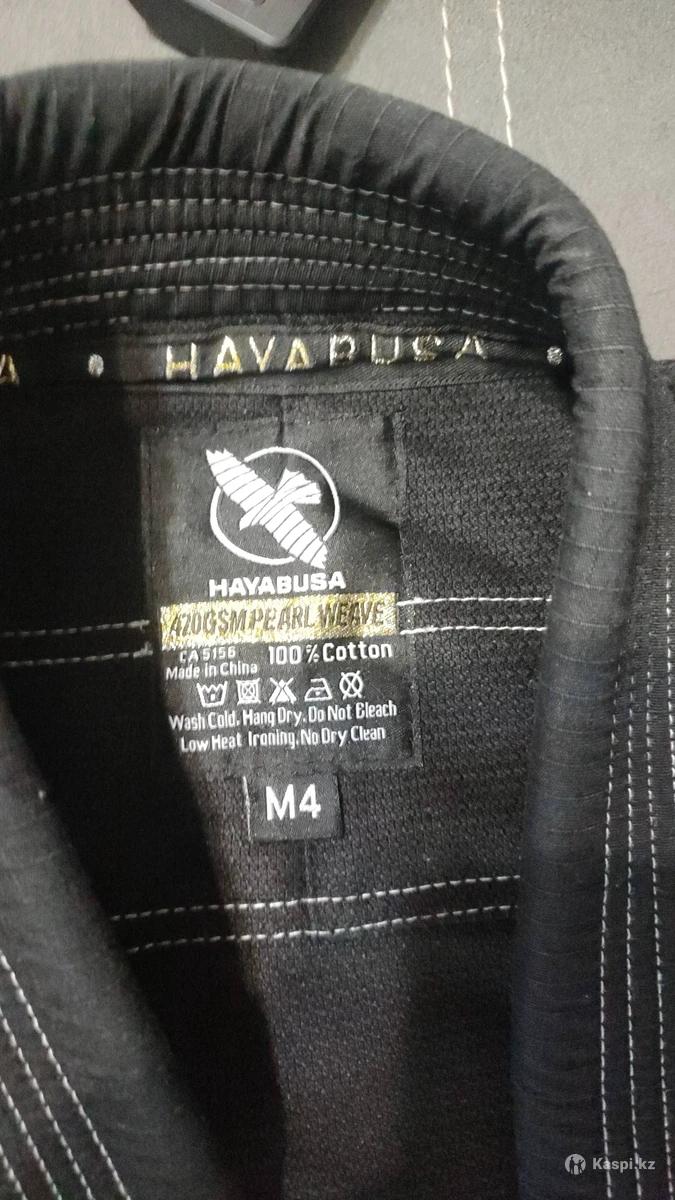 A • HAYABUSA •
HAYABUSA
420GSM PEARL WEAVE
CA 5156
Made in China
100% Cotton
Wash Cold. Hang Dry. Do Not Bleach
Low Heat Ironing. No Dry Clean
M4
Kaspi.kz